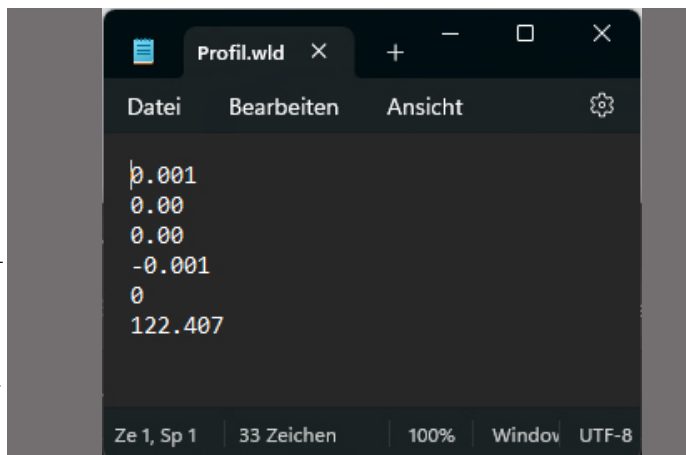 Profil.wld
Datei Bearbeiten Ansicht
0.001
0.00
0.00
-0.001
0
122.407
Ze 1, Sp 1 33 Zeichen 100% Window UTF-8